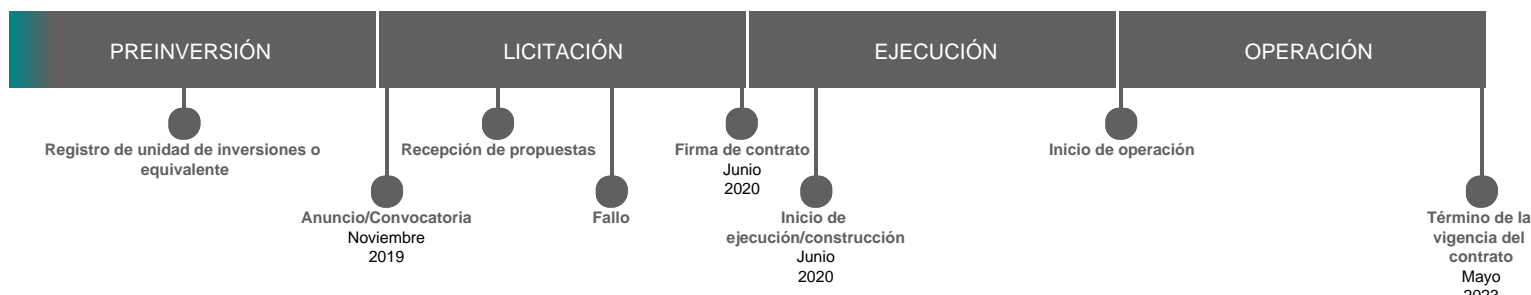 PREINVERSIÓN
LICITACIÓN
EJECUCIÓN
OPERACIÓN
Registro de unidad de inversiones o
equivalente
Anuncio/Convocatoria
Noviembre
2019
Recepción de propuestas
Fallo
Firma de contrato
Junio
2020
Inicio de
ejecución/construcción
Junio
2020
Inicio de operación
Término de la
vigencia del
contrato
Mayo
2023